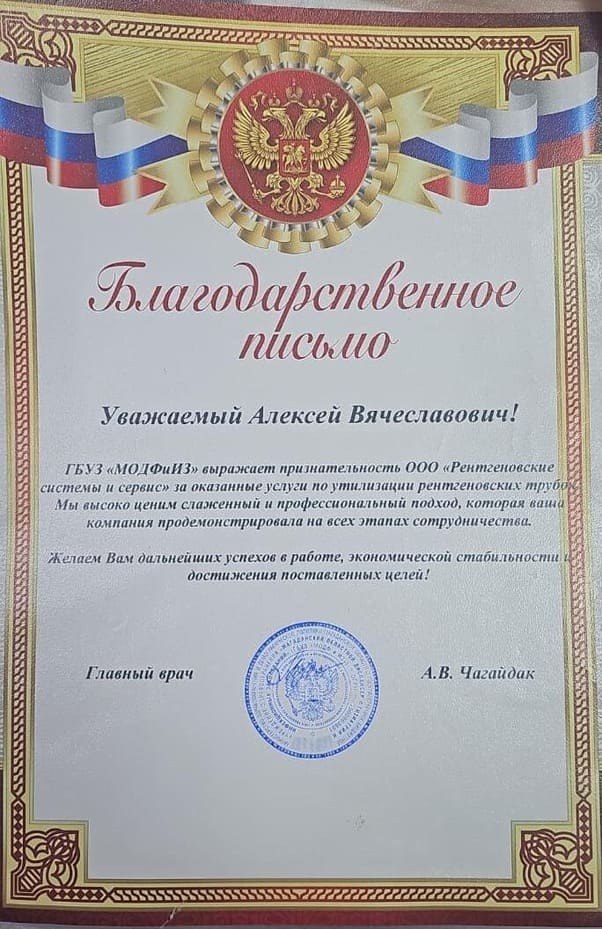 Благодарственное
письмо
Уважаемый Алексей Вячеславович!
ГБУЗ «МОДФиИЗ» выражает признательность ООО «Рентгеновские
системы и сервис» за оказанные услуги по утилизации рентгеновских трубок.
Мы высоко ценим слаженный и профессиональный подход, которая ваша
компания продемонстрировала на всех этапах сотрудничества.
Желаем Вам дальнейших успехов в работе, экономической стабильности и
достижения поставленных целей!
Главный врач А.В. Чагайдак